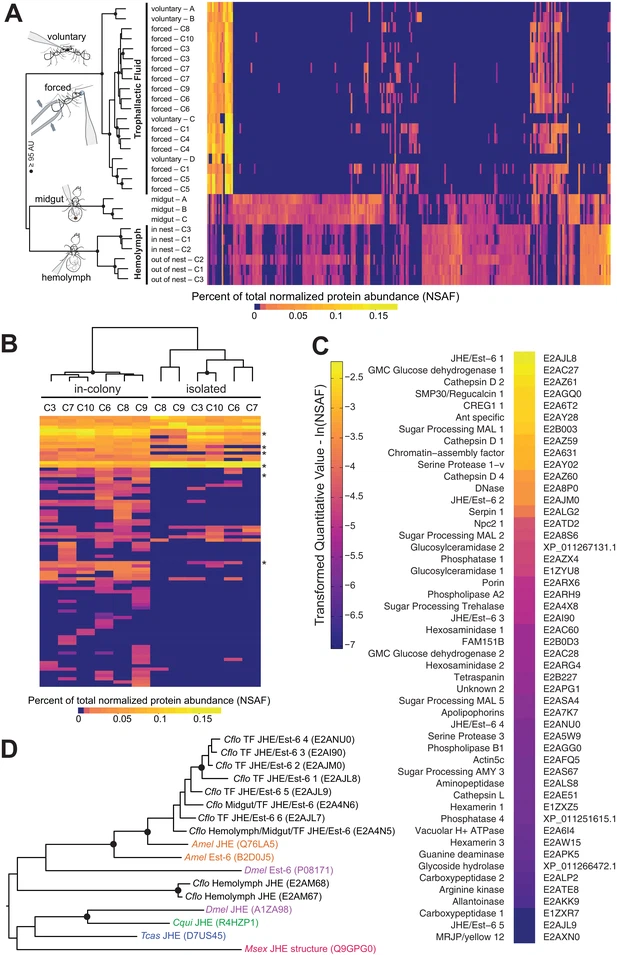 A
voluntary
forced
● ≥ 95 AU
midgut
hemolymph
voluntary – A
voluntary – B
forced – C8
forced – C10
forced – C3
forced – C3
forced – C7
forced – C7
forced – C9
forced – C6
forced – C6
voluntary – C
forced – C1
forced – C4
forced – C4
voluntary – D
forced – C1
forced – C5
forced – C5
midgut – A
midgut – B
midgut – C
in nest – C3
in nest – C1
in nest – C2
out of nest – C2
out of nest – C1
out of nest – C3
Trophallactic Fluid
Hemolymph
Percent of total normalized protein abundance (NSAF)
0 0.05 0.1 0.15
B
in-colony isolated
C3 C7 C10 C6 C8 C9 C8 C9 C3 C10 C6 C7
*
*
*
*
*
*
Percent of total normalized protein abundance (NSAF)
0 0.05 0.10 0.15
C
Transformed Quantitative Value - ln(NSAF)
−2.5
−3
−3.5
−4
−4.5
−5
−5.5
−6
−6.5
−7
JHE/Est−6 1 E2AJL8
GMC Glucose dehydrogenase 1 E2AC27
Cathepsin D 2 E2AZ61
SMP30/Regucalcin 1 E2AGQ0
CREG1 1 E2A6T2
Ant specific E2AY28
Sugar Processing MAL 1 E2B003
Cathepsin D 1 E2AZ59
Chromatin−assembly factor E2A631
Serine Protease 1−v E2AY02
Cathepsin D 4 E2AZ60
DNase E2A8P0
JHE/Est−6 2 E2AJM0
Serpin 1 E2ALG2
Npc2 1 E2ATD2
Sugar Processing MAL 2 E2A8S6
Glucosylceramidase 2 XP_011267131.1
Phosphatase 1 E2AZX4
Glucosylceramidase 1 E1ZYU8
Porin E2ARX6
Phospholipase A2 E2ARH9
Sugar Processing Trehalase E2A4X8
JHE/Est−6 3 E2AI90
Hexosaminidase 1 E2AC60
FAM151B E2B0D3
GMC Glucose dehydrogenase 2 E2AC28
Hexosaminidase 2 E2ARG4
Tetraspanin E2B227
Unknown 2 E2APG1
Sugar Processing MAL 5 E2ASA4
Apolipophorins E2A7K7
JHE/Est−6 4 E2ANU0
Serine Protease 3 E2A5W9
Phospholipase B1 E2AGG0
Actin5c E2AFQ5
Sugar Processing AMY 3 E2AS67
Aminopeptidase E2ALS8
Cathepsin L E2AE51
Hexamerin 1 E1ZXZ5
Phosphatase 4 XP_011251615.1
Vacuolar H+ ATPase E2A6I4
Hexamerin 3 E2AW15
Guanine deaminase E2APK5
Glycoside hydrolase XP_011266472.1
Carboxypeptidase 2 E2ALP2
Arginine kinase E2ATE8
Allantoinase E2AKK9
Carboxypeptidase 1 E1ZXR7
JHE/Est−6 5 E2AJL9
MRJP/yellow 12 E2AXN0
D
Cflo TF JHE/Est-6 4 (E2ANU0)
Cflo TF JHE/Est-6 3 (E2AI90)
Cflo TF JHE/Est-6 2 (E2AJM0)
Cflo TF JHE/Est-6 1 (E2AJL8)
Cflo TF JHE/Est-6 5 (E2AJL9)
Cflo Midgut/TF JHE/Est-6 (E2A4N6)
Cflo TF JHE/Est-6 6 (E2AJL7)
Cflo Hemolymph/Midgut/TF JHE/Est-6 (E2A4N5)
Amel JHE (Q76LA5)
Amel Est-6 (B2D0J5)
Dmel Est-6 (P08171)
Cflo Hemolymph JHE (E2AM68)
Cflo Hemolymph JHE (E2AM67)
Dmel JHE (A1ZA98)
Cqui JHE (R4HZP1)
Tcas JHE (D7US45)
Msex JHE structure (Q9GPG0)